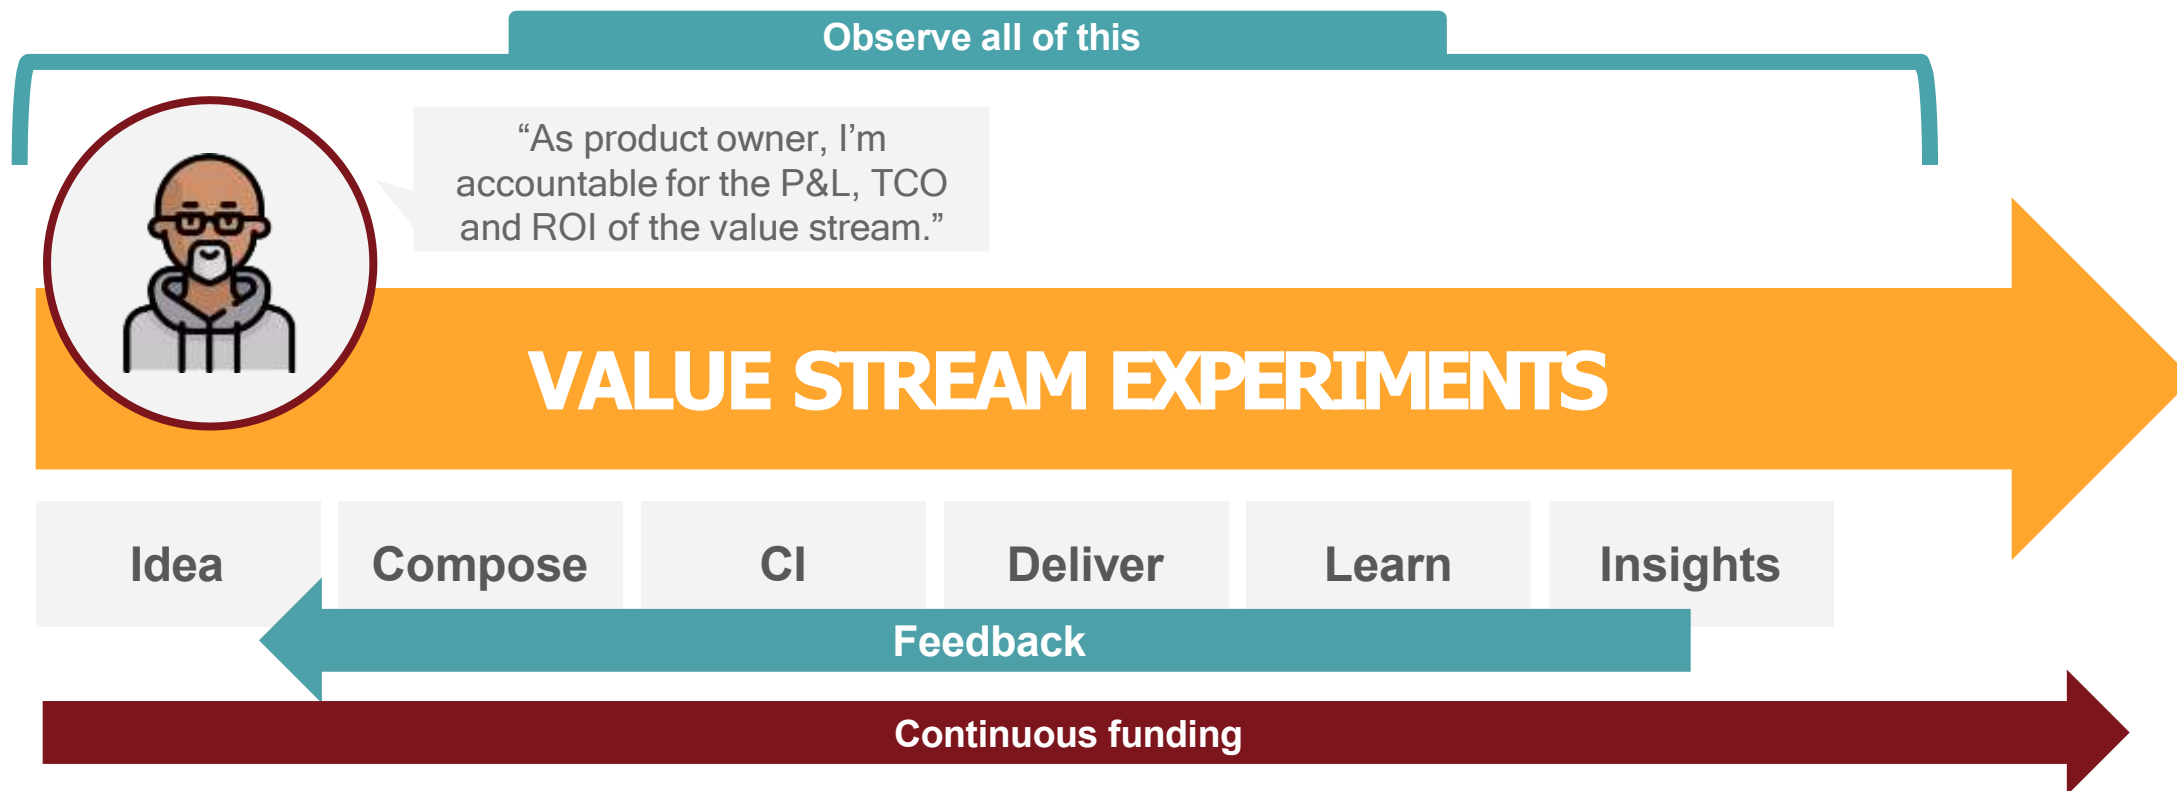 Observe all of this
“As product owner, I’m
accountable for the P&L, TCO
and ROI of the value stream.”
VALUE STREAM EXPERIMENTS
Idea
Compose
CI
Deliver
Learn
Insights
Feedback
Continuous funding